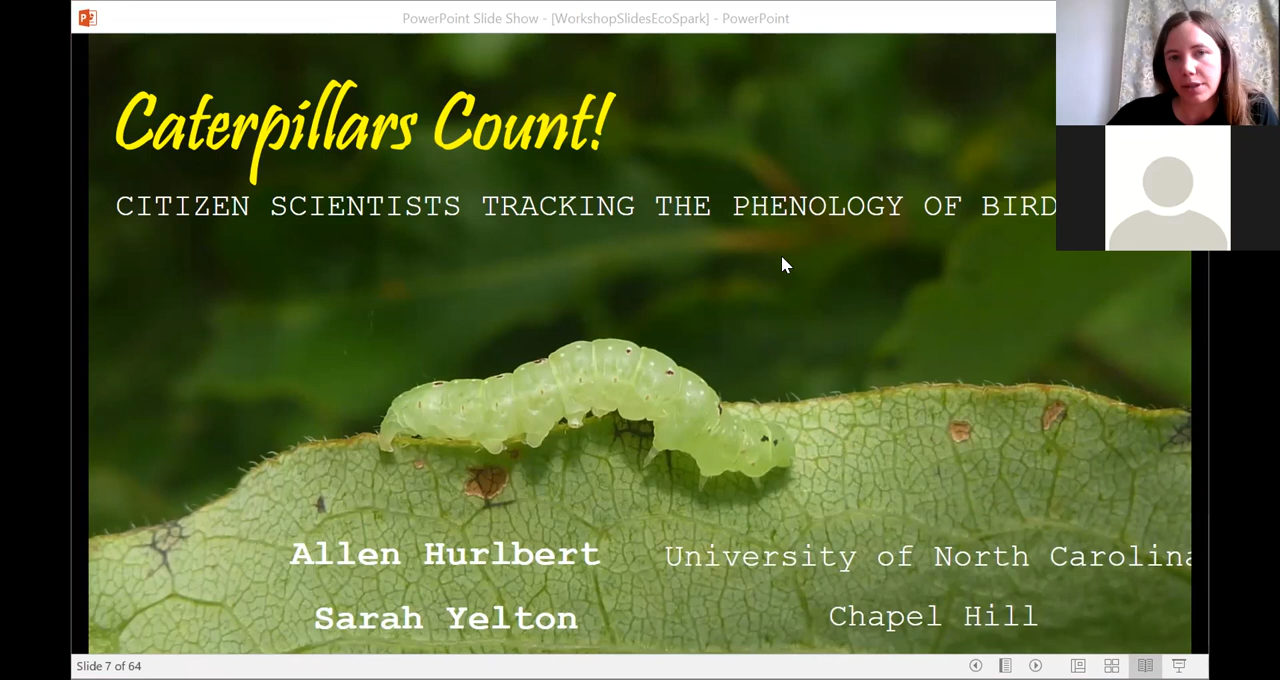 PowerPoint Slide Show - [WorkshopSlidesEcoSpark] - PowerPoint
Caterpillars Count!
CITIZEN SCIENTISTS TRACKING THE PHENOLOGY OF BIRD
Allen Hurlbert
University of North Carolina
Sarah Yelton
Chapel Hill
Slide 7 of 64